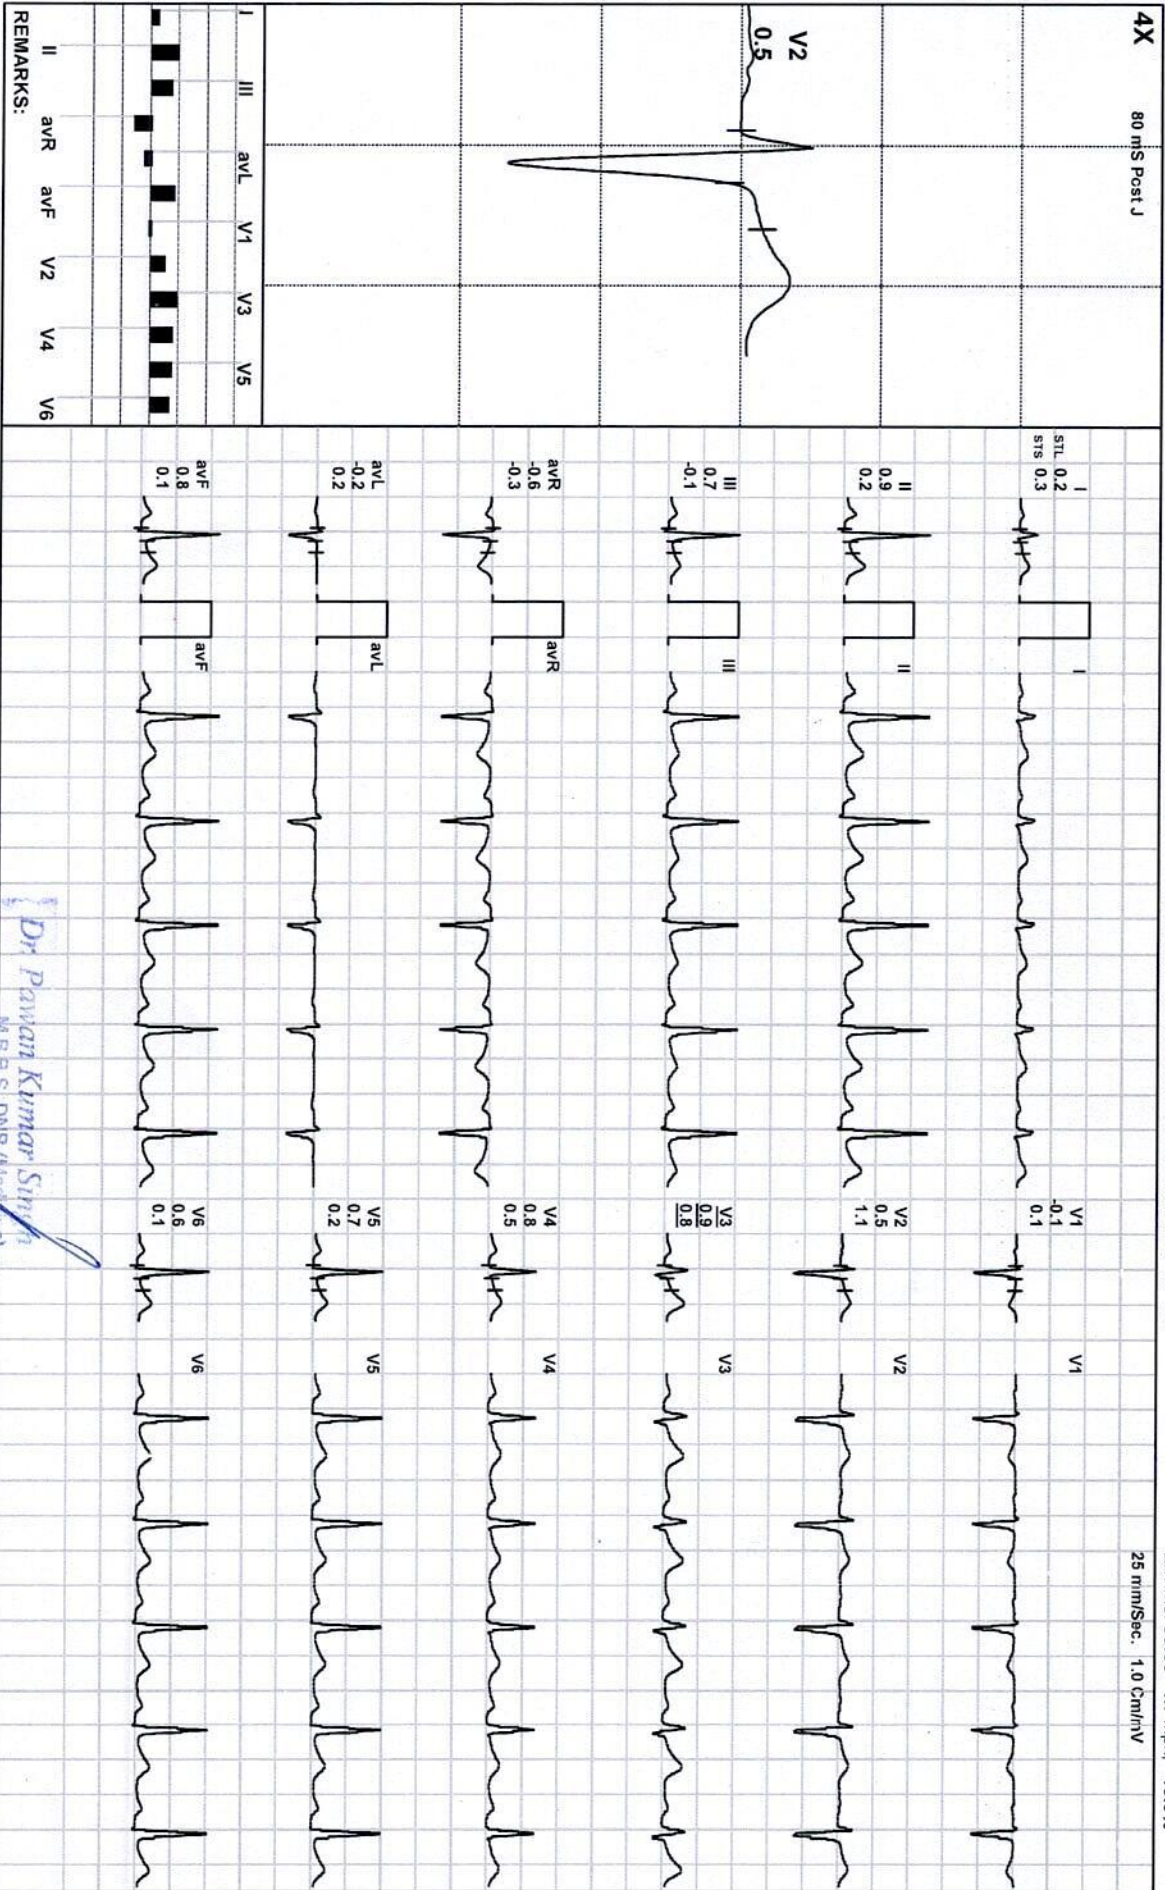 4X
80 mS Post J
25 mm/Sec. 1.0 Cm/mV
V2
0.5
I III avL V1 V3 V5
II avR avF V2 V4 V6
REMARKS:
I
STL 0.2
STS 0.3
I
II
0.9
0.2
II
III
0.7
-0.1
III
avR
-0.6
-0.3
avR
avL
-0.2
0.2
avL
avF
0.8
0.1
avF
V1
-0.1
0.1
V1
V2
0.5
1.1
V2
V3
0.9
0.8
V3
V4
0.8
0.5
V4
V5
0.7
0.2
V5
V6
0.6
0.1
V6
Dr. Pawan Kumar Singh